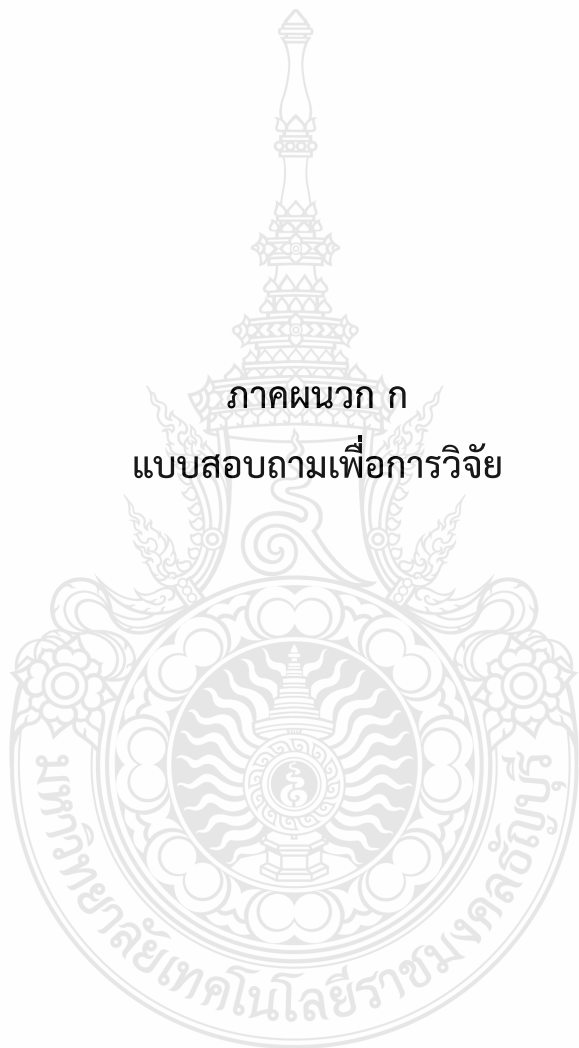 ภาคผนวก ก
แบบสอบถามเพื่อการวิจัย
มหาวิทยาลัยเทคโนโลยีราชมงคลธัญบุรี